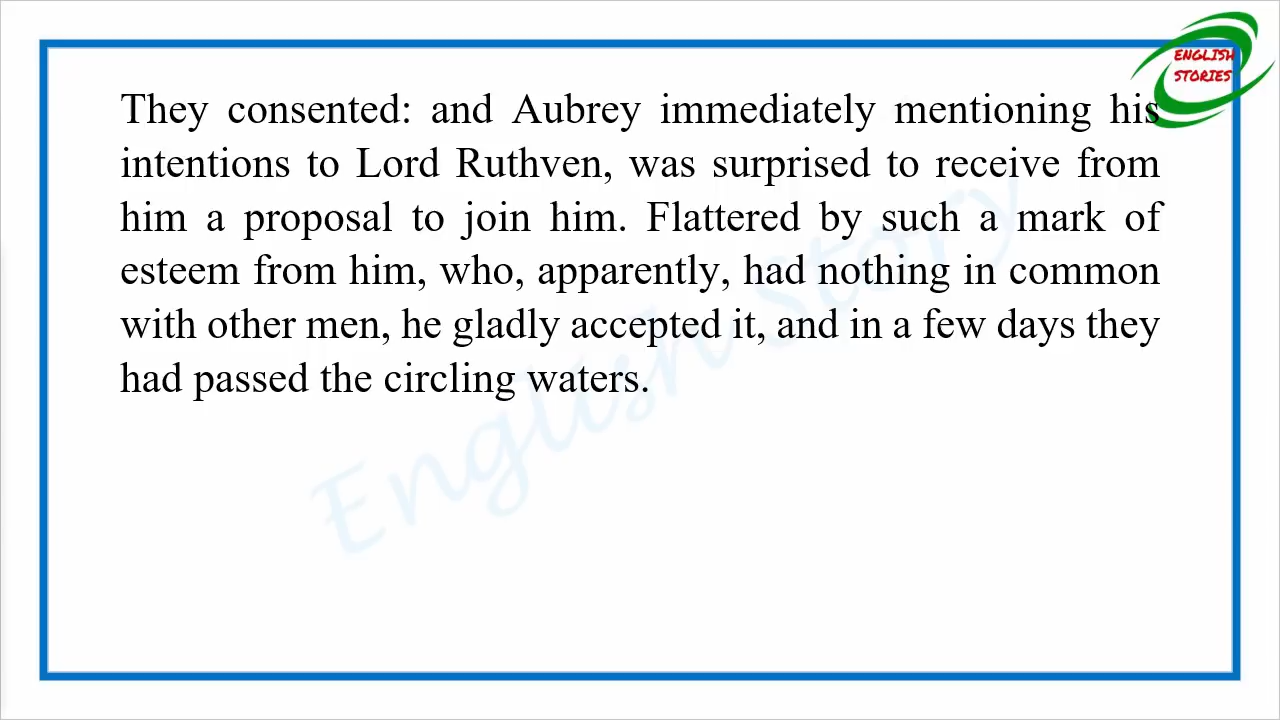 ENGLISH
STORIES
They consented: and Aubrey immediately mentioning his
intentions to Lord Ruthven, was surprised to receive from
him a proposal to join him. Flattered by such a mark of
esteem from him, who, apparently, had nothing in common
with other men, he gladly accepted it, and in a few days they
had passed the circling waters.
English Story